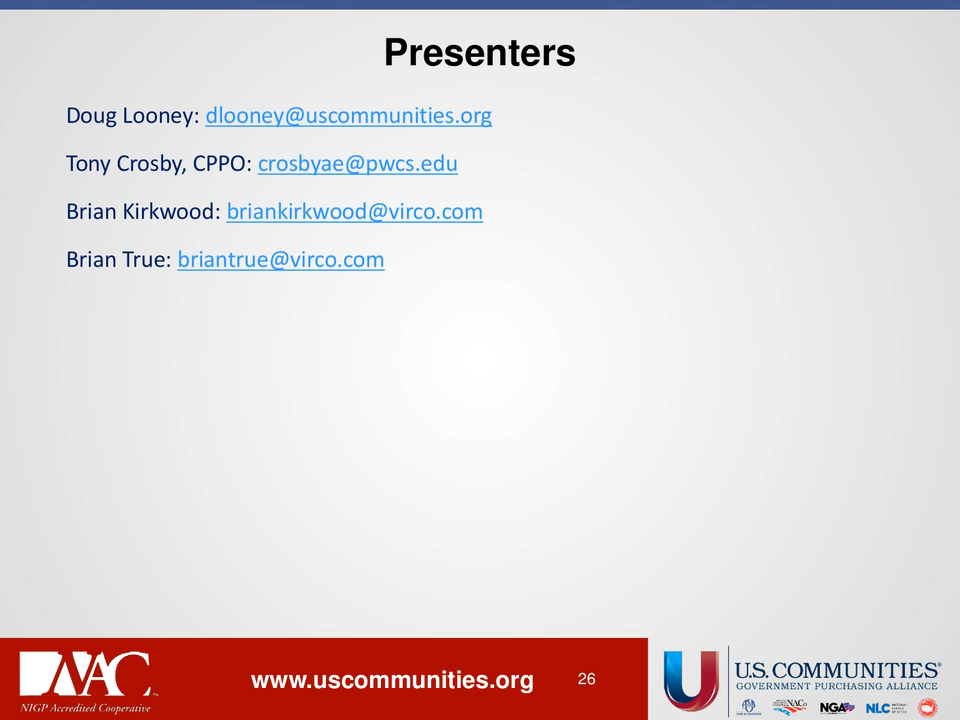 Presenters
Doug Looney: dlooney@uscommunities.org
Tony Crosby, CPPO: crosbyae@pwcs.edu
Brian Kirkwood: briankirkwood@virco.com
Brian True: briantrue@virco.com
NAC™
NIGP Accredited Cooperative
www.uscommunities.org
26
U.S. COMMUNITIES®
GOVERNMENT PURCHASING ALLIANCE
NACo
NGA
NLC